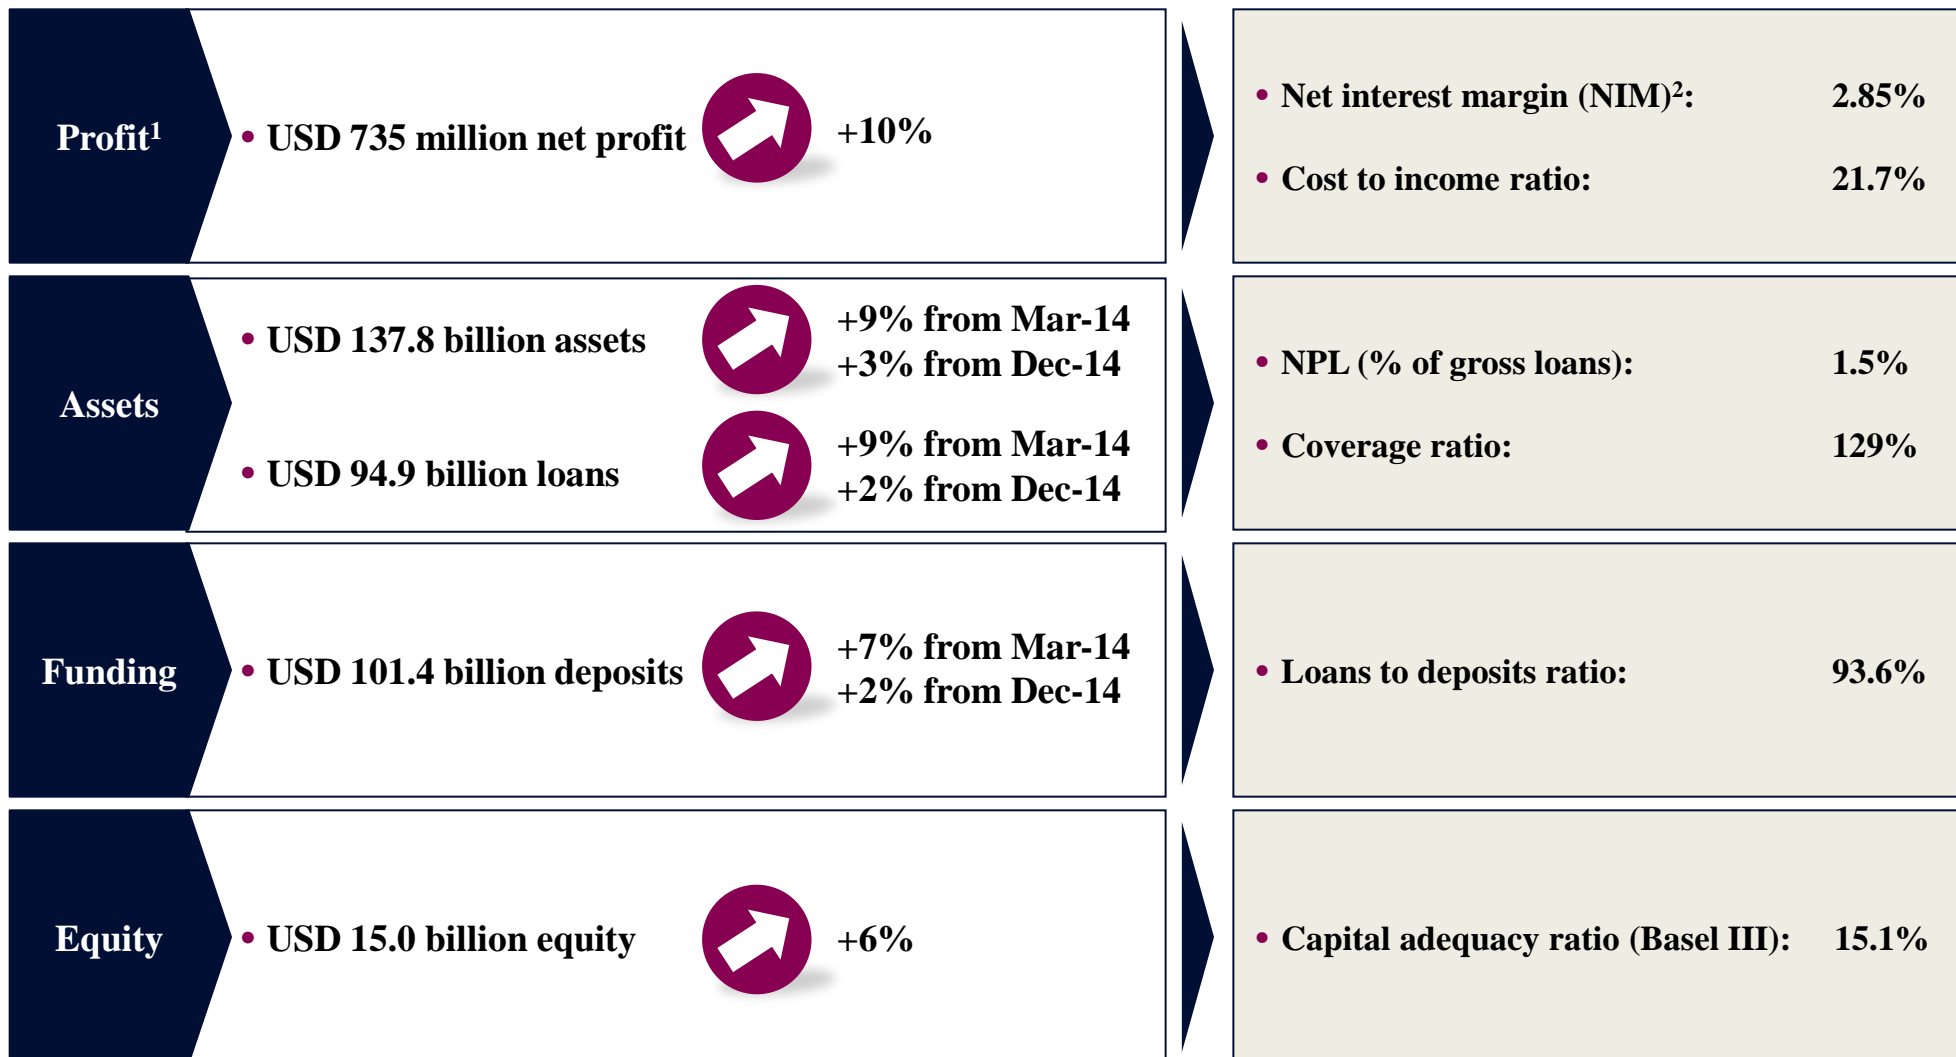 Profit¹
• USD 735 million net profit
+10%
• Net interest margin (NIM)²: 2.85%
• Cost to income ratio: 21.7%
Assets
• USD 137.8 billion assets
+9% from Mar-14
+3% from Dec-14
• USD 94.9 billion loans
+9% from Mar-14
+2% from Dec-14
• NPL (% of gross loans): 1.5%
• Coverage ratio: 129%
Funding
• USD 101.4 billion deposits
+7% from Mar-14
+2% from Dec-14
• Loans to deposits ratio: 93.6%
Equity
• USD 15.0 billion equity
+6%
• Capital adequacy ratio (Basel III): 15.1%